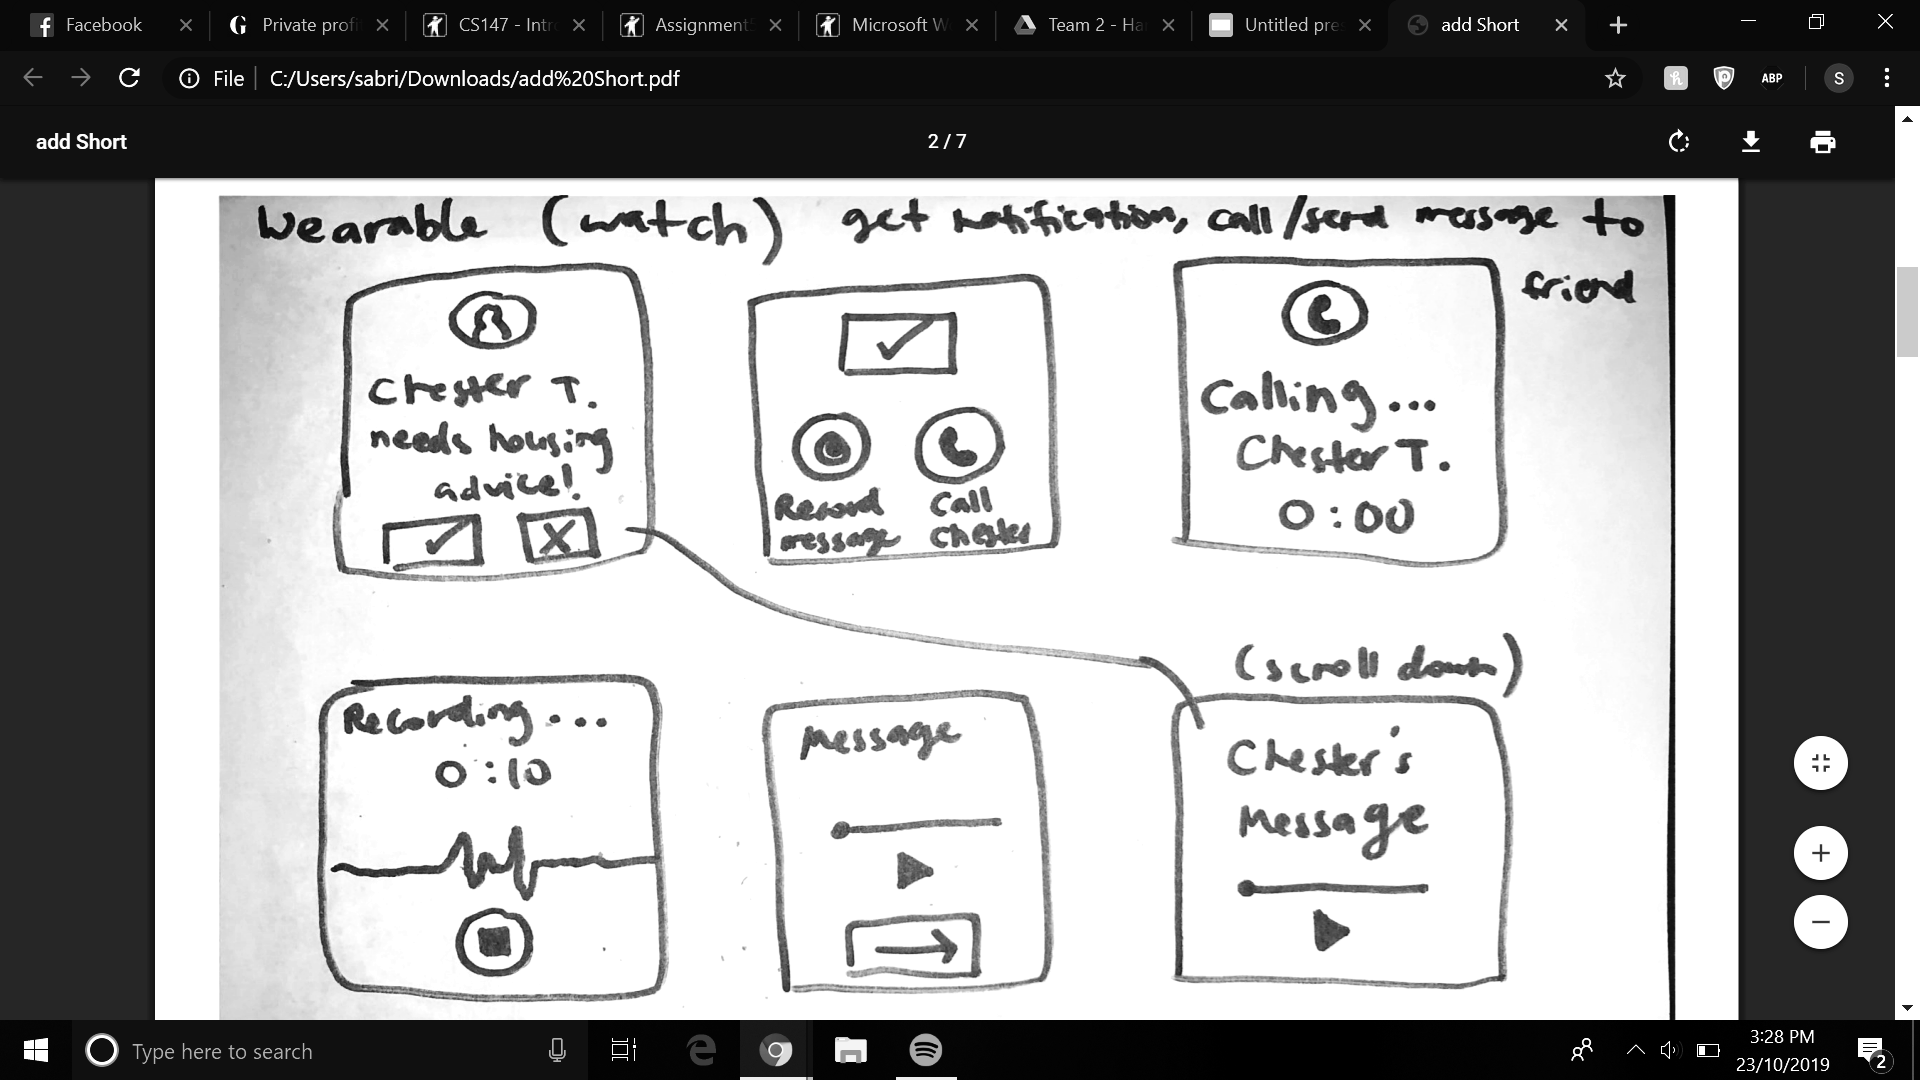 Facebook
Private prof
CS147 - Intr
Assignment
Microsoft W
Team 2 - Ha
Untitled pre
add Short
File
C:/Users/sabri/Downloads/add%20Short.pdf
ABP
S
add Short
2 / 7
Wearable (watch) get notification, call/send message to
friend
Chester T.
needs housing
advice!
Record
message
Call
Chester
Calling...
Chester T.
0:00
Recording...
0:10
Message
(scroll down)
Chester's
Message
Type here to search
3:28 PM
23/10/2019
2